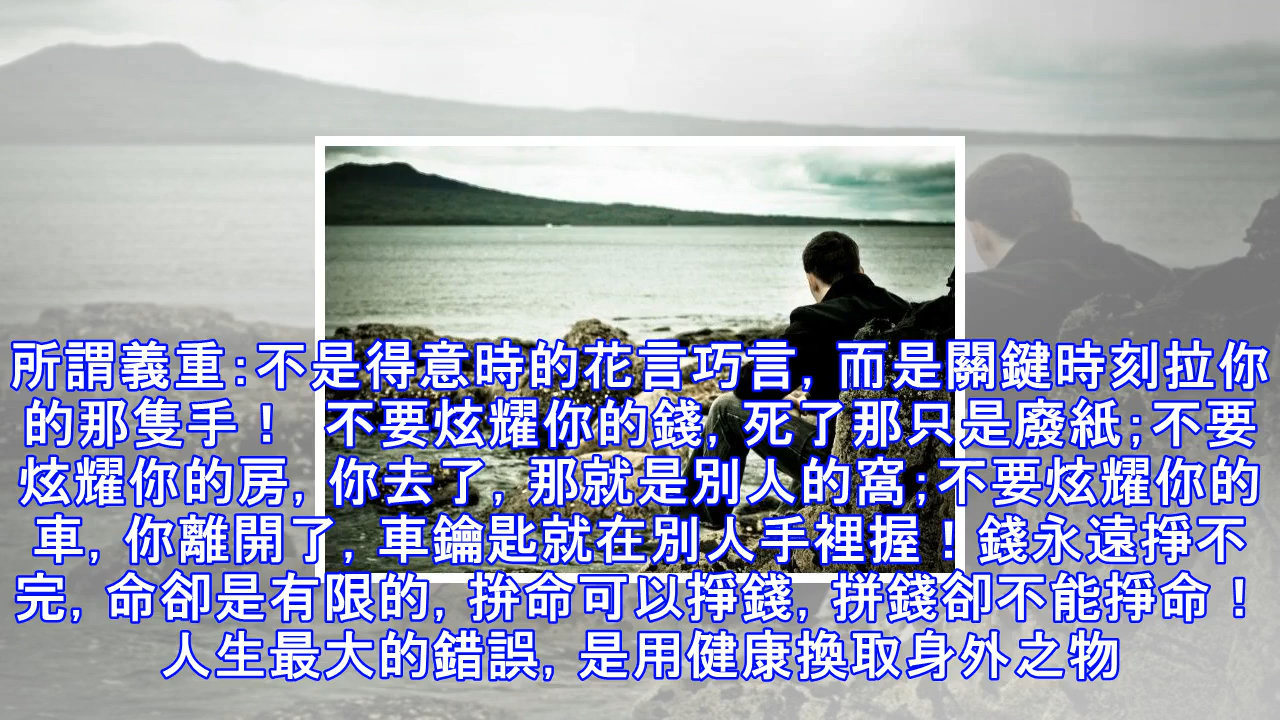 所謂義重:不是得意時的花言巧言,而是關鍵時刻拉你
的那隻手! 不要炫耀你的錢,死了那只是廢紙;不要
炫耀你的房,你去了,那就是別人的窩;不要炫耀你的
車,你離開了,車鑰匙就在別人手裡握!錢永遠掙不
完,命卻是有限的,拚命可以掙錢,拼錢卻不能掙命!
人生最大的錯誤,是用健康換取身外之物